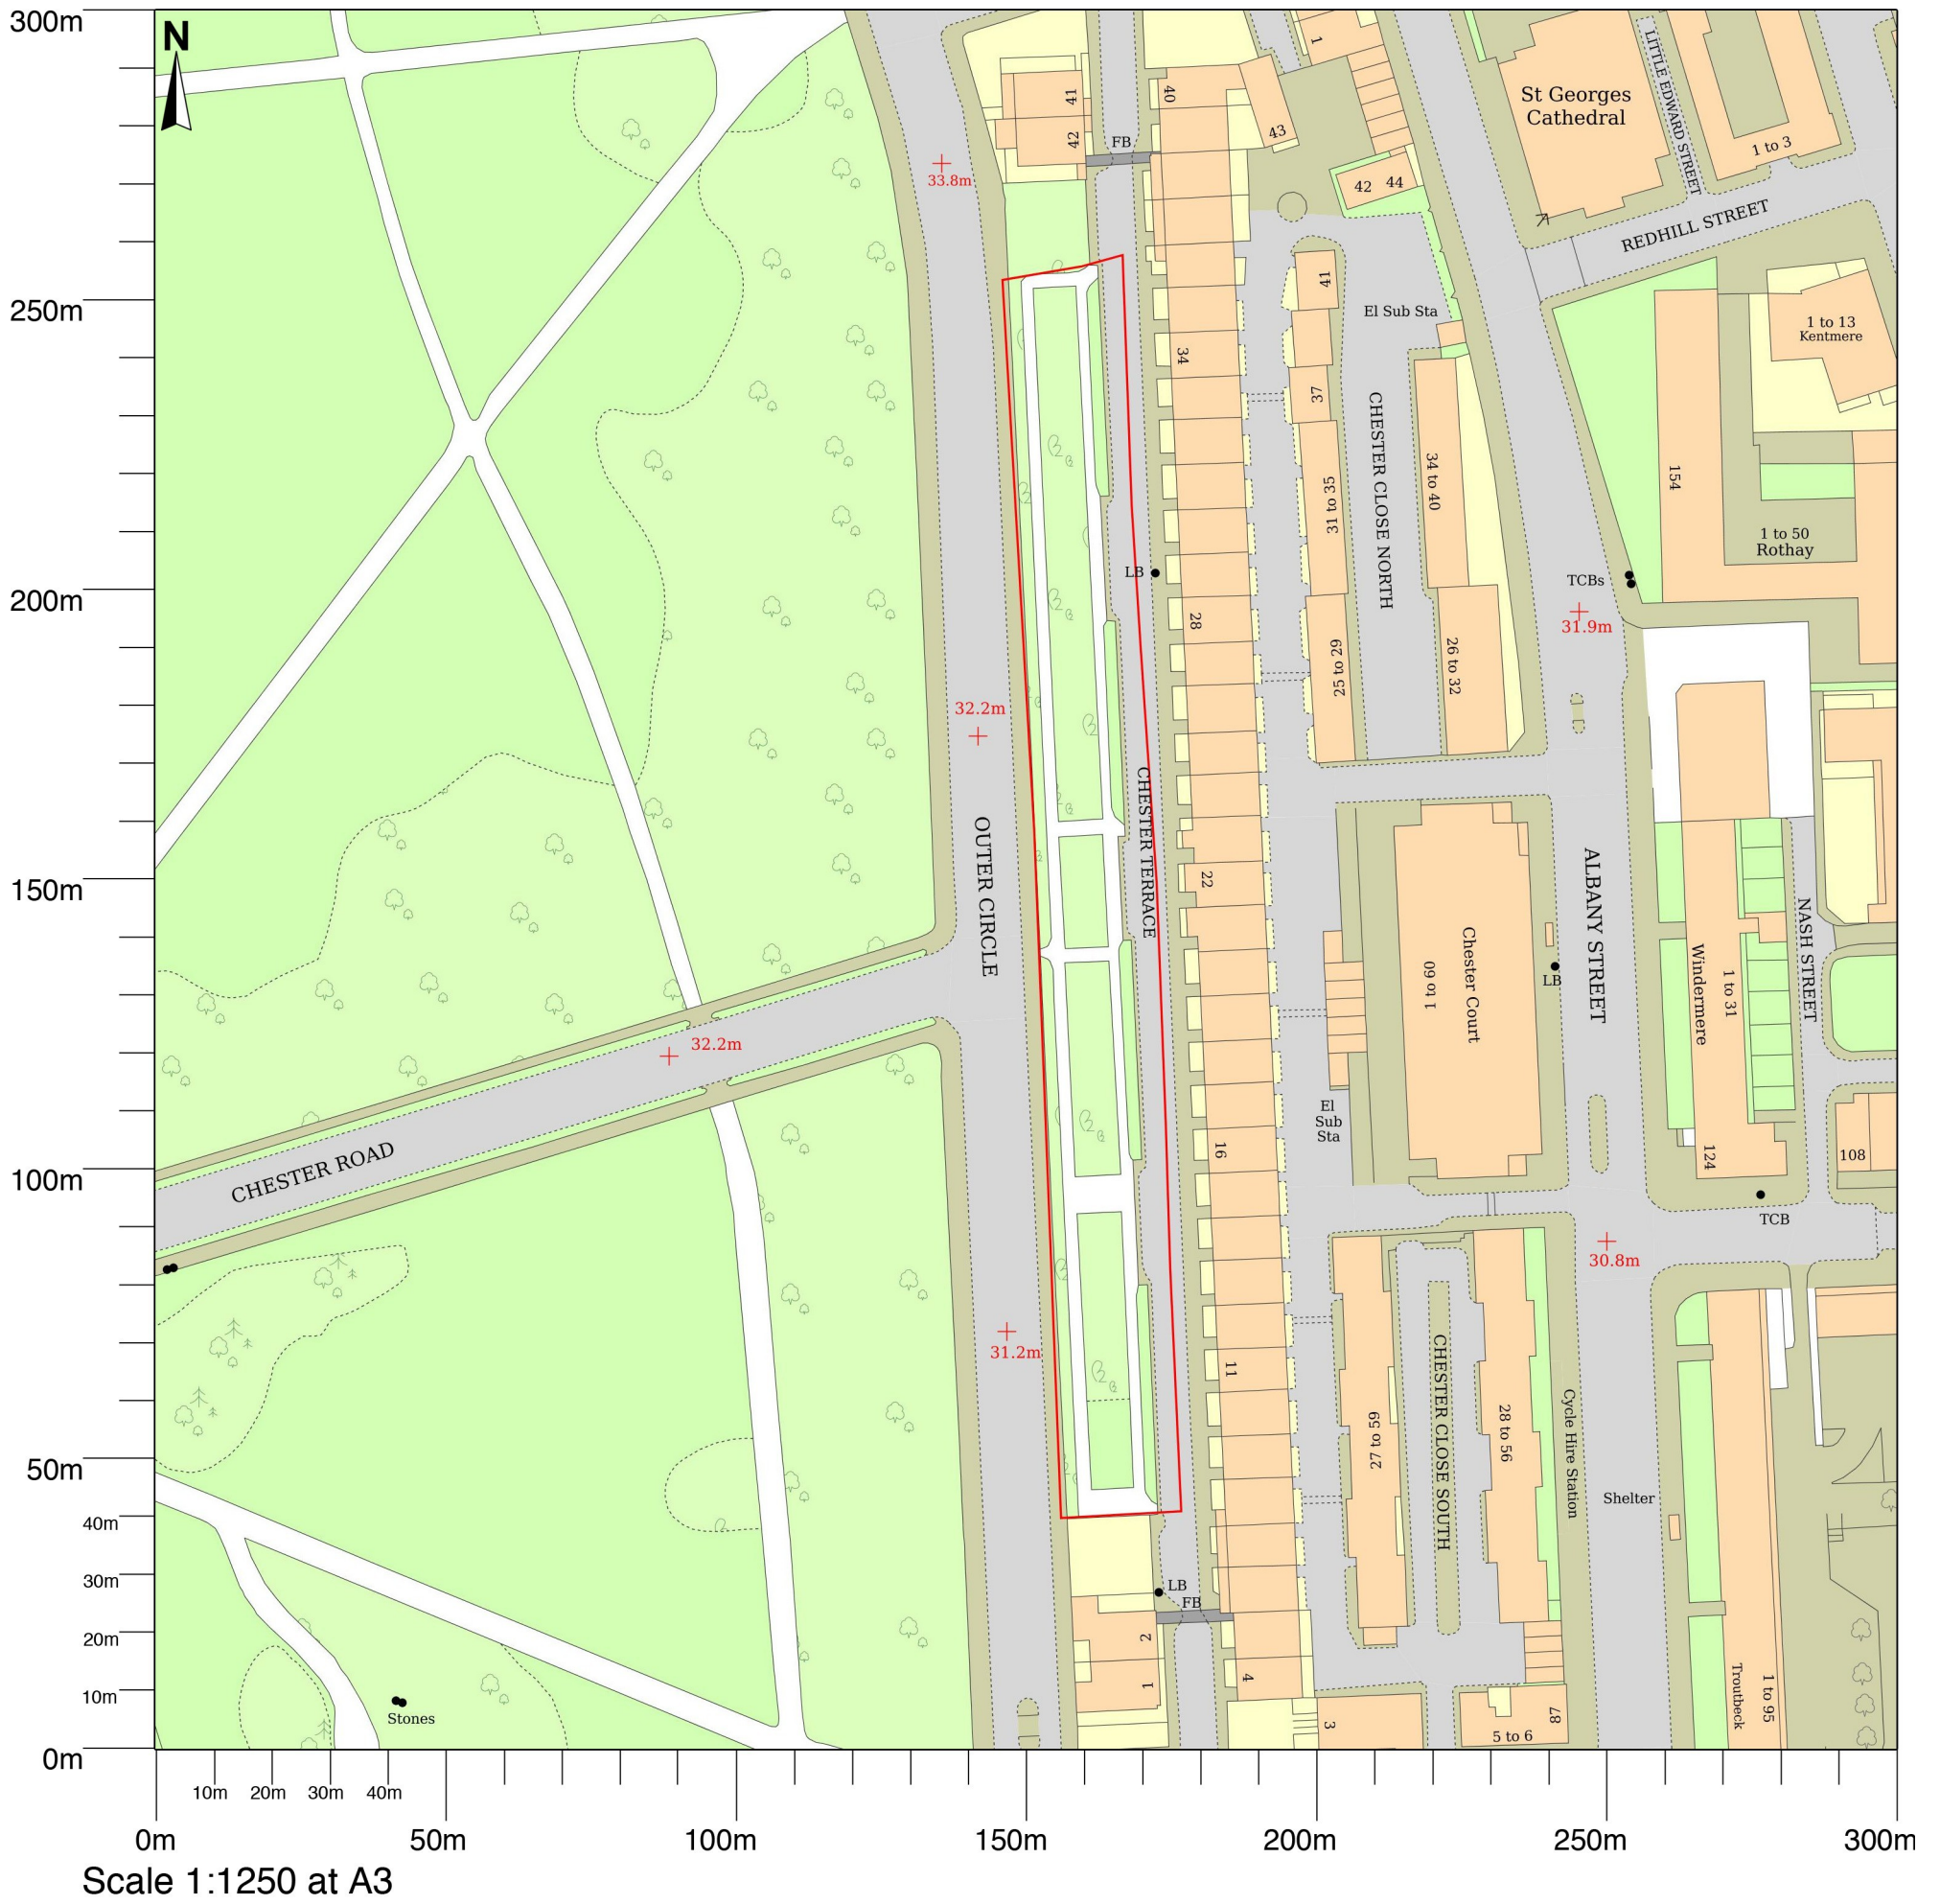 300m
N
1
St Georges
Cathedral
LITTLE EDWARD STREET
1 to 3
41
42
FB
40
43
33.8m
42 44
REDHILL STREET
250m
41
El Sub Sta
1 to 13
Kentmere
34
37
CHESTER CLOSE NORTH
34 to 40
154
31 to 35
1 to 50
Rothay
LB
TCBs
200m
28
31.9m
25 to 29
26 to 32
32.2m
CHESTER TERRACE
OUTER CIRCLE
150m
22
ALBANY STREET
NASH STREET
Chester Court
1 to 60
LB
Windermere
1 to 31
32.2m
El
Sub
Sta
CHESTER ROAD
100m
16
124
108
TCB
30.8m
31.2m
11
CHESTER CLOSE SOUTH
27 to 59
28 to 56
Cycle Hire Station
50m
Shelter
40m
30m
LB
FB
20m
2
1
4
10m
Stones
3
87
5 to 6
Troutbeck
1 to 95
0m
10m 20m 30m 40m
0m 50m 100m 150m 200m 250m 300m
Scale 1:1250 at A3